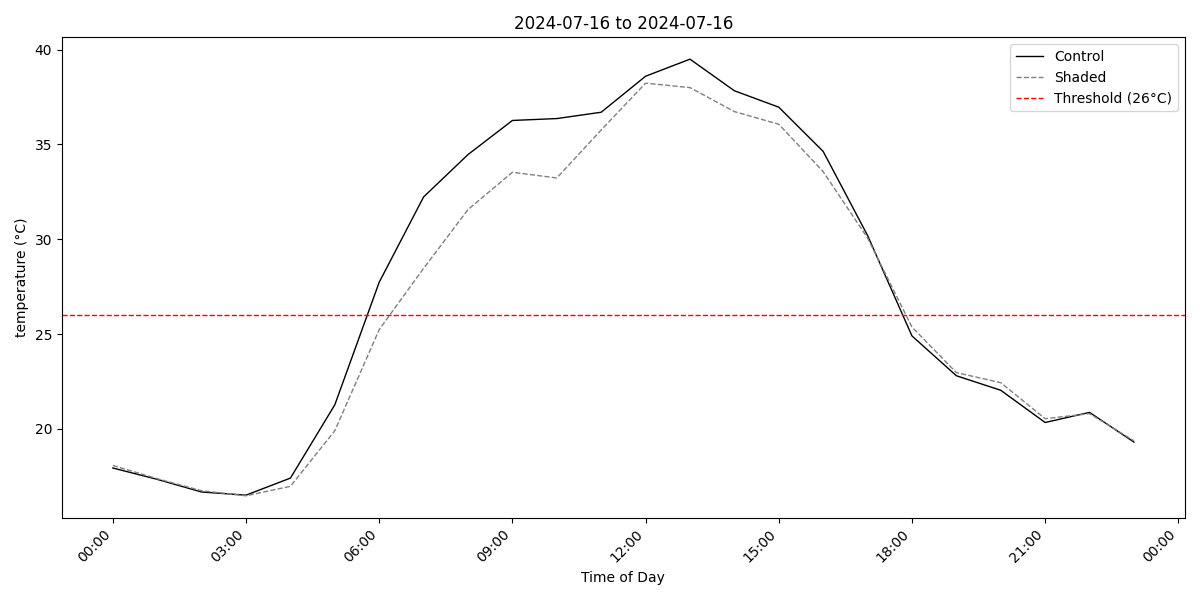 2024-07-16 to 2024-07-16
Control
Shaded
Threshold (26°C)
40
35
30
25
20
temperature (°C)
00:00
03:00
06:00
09:00
12:00
15:00
18:00
21:00
00:00
Time of Day